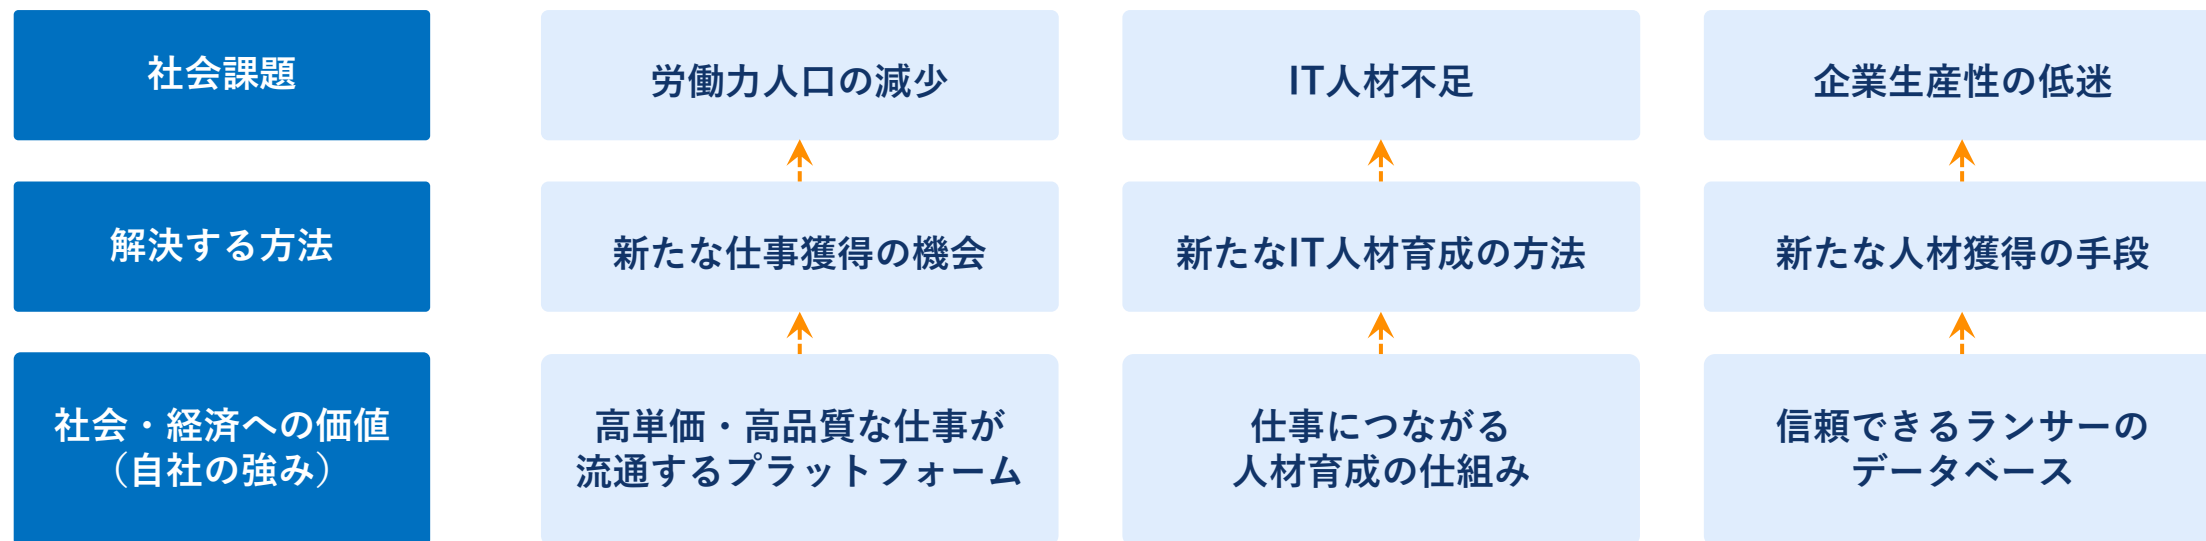 社会課題
労働力人口の減少
IT人材不足
企業生産性の低迷
解決する方法
新たな仕事獲得の機会
新たなIT人材育成の方法
新たな人材獲得の手段
社会・経済への価値
（自社の強み）
高単価・高品質な仕事が
流通するプラットフォーム
仕事につながる
人材育成の仕組み
信頼できるランサーの
データベース